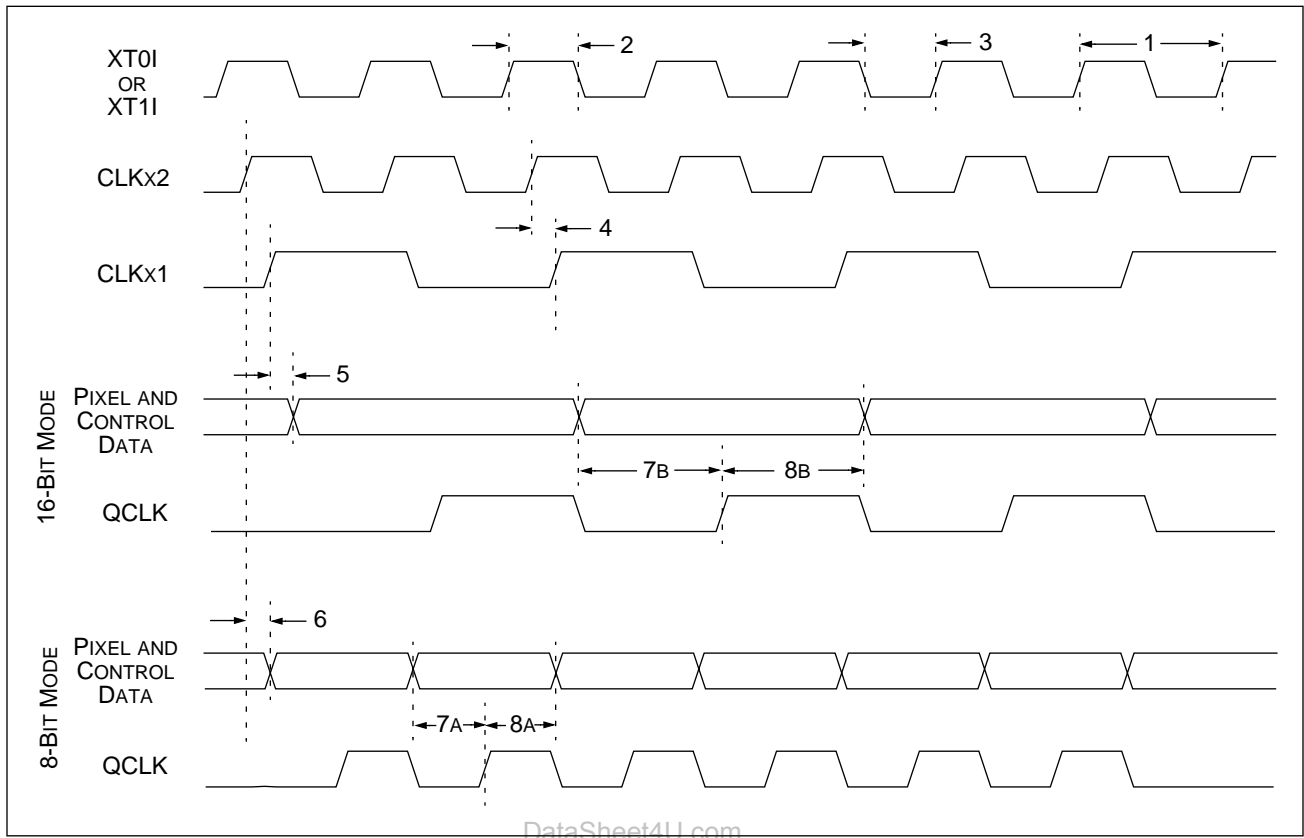 XT0I
OR
XT1I
2
3
1
CLKX2
4
CLKX1
5
16-BIT MODE
PIXEL AND
CONTROL
DATA
7B
8B
QCLK
6
8-BIT MODE
PIXEL AND
CONTROL
DATA
7A
8A
QCLK
DataSheet4U.com